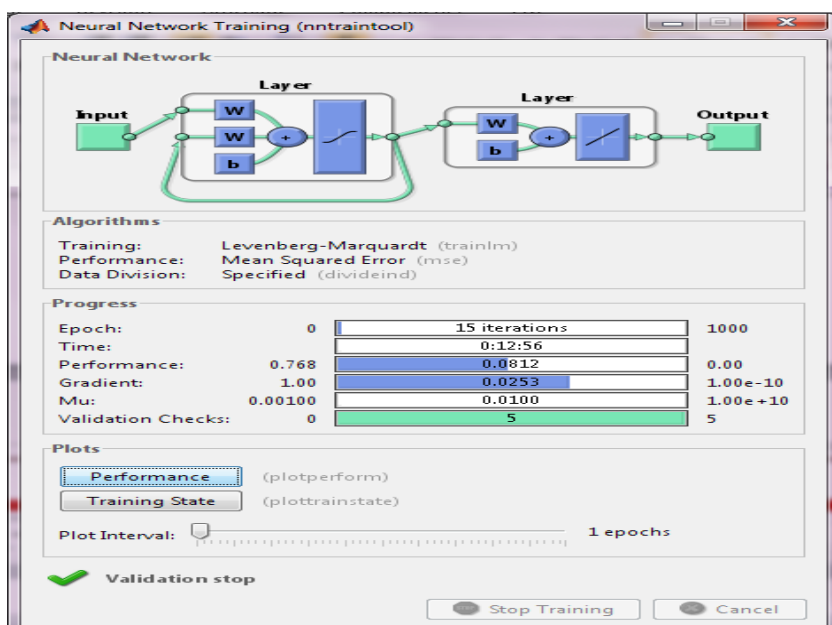 Neural Network Training (nntraintool)
Neural Network
Layer
Layer
Input
W
W
b
+
W
b
+
Output
Algorithms
Training: Levenberg-Marquardt (trainlm)
Performance: Mean Squared Error (mse)
Data Division: Specified (divideind)
Progress
Epoch: 0 15 iterations 1000
Time: 0:12:56
Performance: 0.768 0.0812 0.00
Gradient: 1.00 0.0253 1.00e-10
Mu: 0.00100 0.0100 1.00e+10
Validation Checks: 0 5 5
Plots
Performance (plotperform)
Training State (plottrainstate)
Plot Interval: 1 epochs
Validation stop
Stop Training Cancel